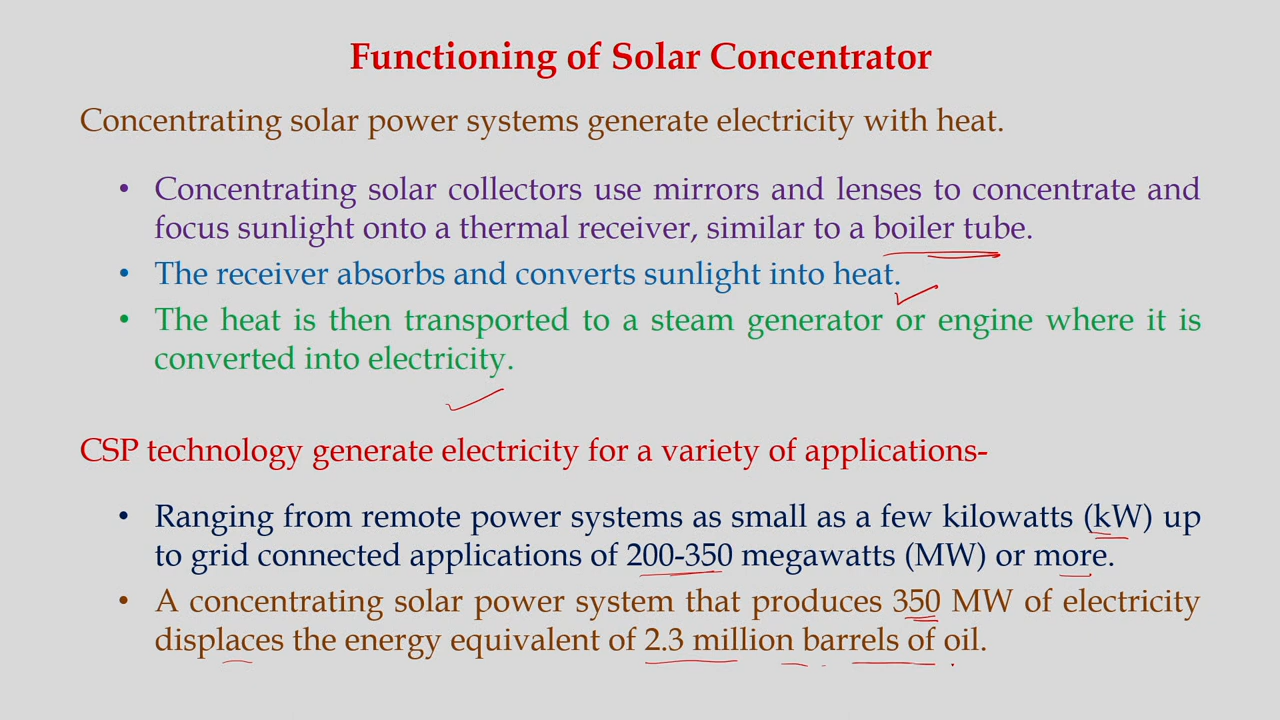 Functioning of Solar Concentrator
Concentrating solar power systems generate electricity with heat.
• Concentrating solar collectors use mirrors and lenses to concentrate and
focus sunlight onto a thermal receiver, similar to a boiler tube.
• The receiver absorbs and converts sunlight into heat.
• The heat is then transported to a steam generator or engine where it is
converted into electricity.
CSP technology generate electricity for a variety of applications-
• Ranging from remote power systems as small as a few kilowatts (kW) up
to grid connected applications of 200-350 megawatts (MW) or more.
• A concentrating solar power system that produces 350 MW of electricity
displaces the energy equivalent of 2.3 million barrels of oil.